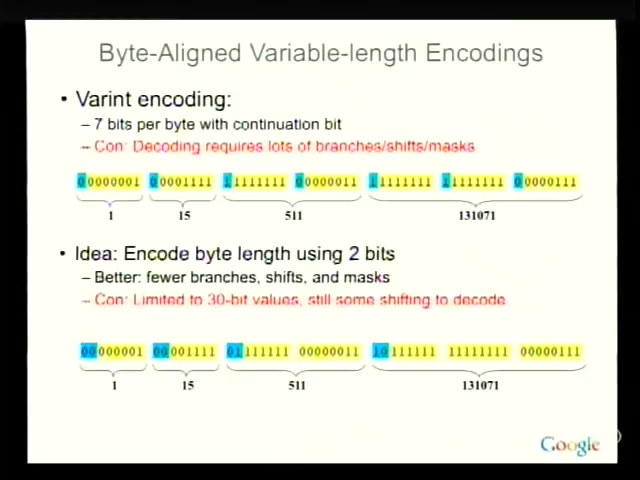 Byte-Aligned Variable-length Encodings
• Varint encoding:
– 7 bits per byte with continuation bit
– Con: Decoding requires lots of branches/shifts/masks
00000001 00001111 11111111 00000011 11111111 11111111 00000111
1 15 511 131071
• Idea: Encode byte length using 2 bits
– Better: fewer branches, shifts, and masks
– Con: Limited to 30-bit values, still some shifting to decode
00000001 00001111 01111111 00000011 10111111 11111111 00000111
1 15 511 131071
Google